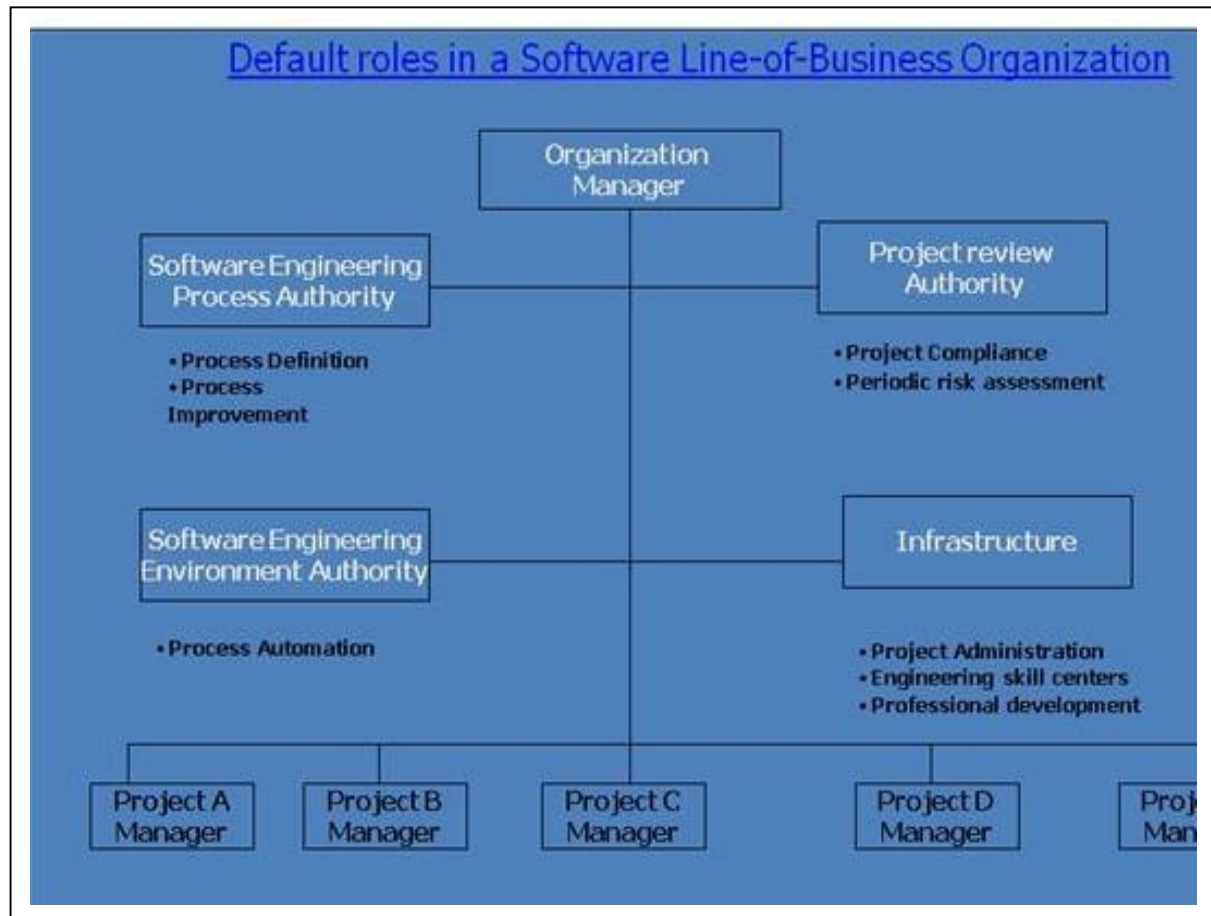 Default roles in a Software Line-of-Business Organization
Organization
Manager
Software Engineering
Process Authority
• Process Definition
• Process
Improvement
Project review
Authority
• Project Compliance
• Periodic risk assessment
Software Engineering
Environment Authority
• Process Automation
Infrastructure
• Project Administration
• Engineering skill centers
• Professional development
Project A
Manager
Project B
Manager
Project C
Manager
Project D
Manager